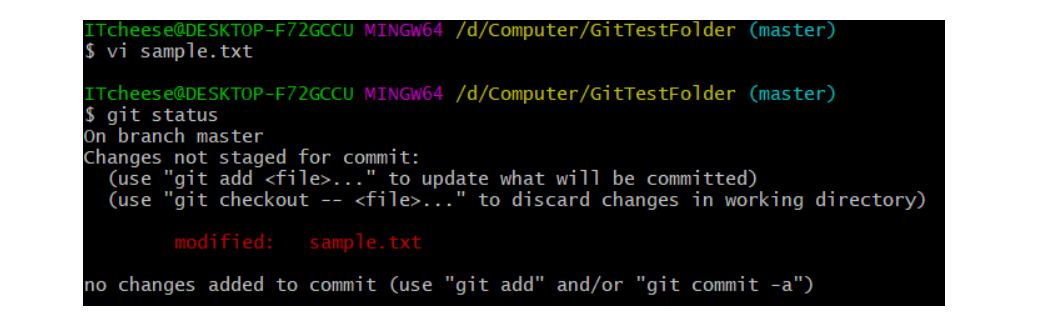 ITcheese@DESKTOP-F72GCCU MINGW64 /d/Computer/GitTestFolder (master)
$ vi sample.txt
ITcheese@DESKTOP-F72GCCU MINGW64 /d/Computer/GitTestFolder (master)
$ git status
On branch master
Changes not staged for commit:
  (use "git add <file>..." to update what will be committed)
  (use "git checkout -- <file>..." to discard changes in working directory)
        modified:   sample.txt
no changes added to commit (use "git add" and/or "git commit -a")